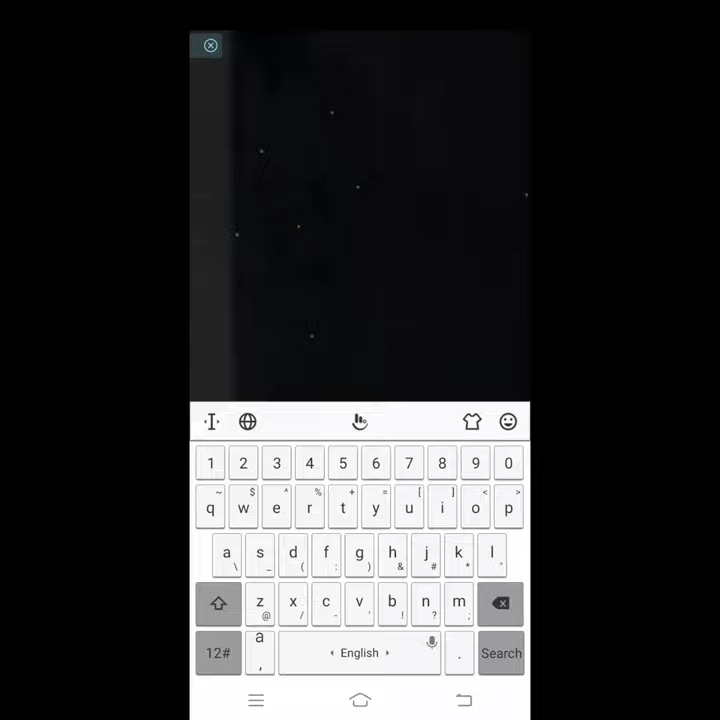 1 2 3 4 5 6 7 8 9 0
~ $ ^ % + = [ ] < >
q w e r t y u i o p
a s d f g h j k l
\ _ ( : ) & # * "
z x c v b n m
@ / - ' ! ? ;
12# a , English . Search